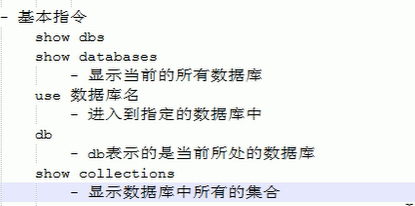 - 基本指令
show dbs
show databases
- 显示当前的所有数据库
use 数据库名
- 进入到指定的数据库中
db
- db表示的是当前所处的数据库
show collections
- 显示数据库中所有的集合